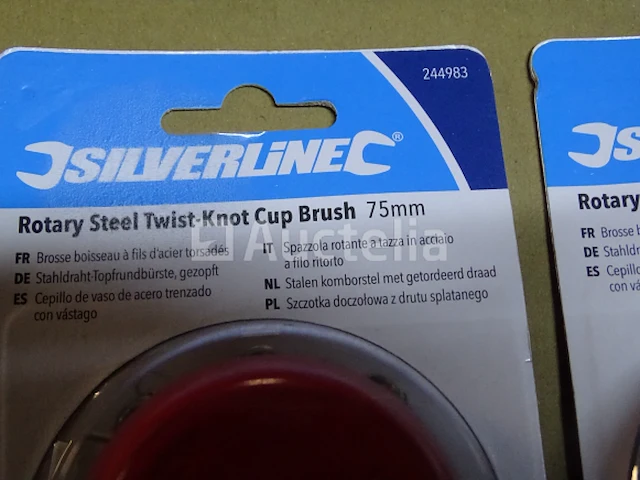 244983
SILVERLINE®
Rotary Steel Twist-Knot Cup Brush 75mm
FR Brosse boisseau à fils d'acier torsadés
DE Stahldraht-Topfrundbürste, gezopft
ES Cepillo de vaso de acero trenzado
con vástago
IT Spazzola rotante a tazza in acciaio
a filo ritorto
NL Stalen komborstel met getordeerd draad
PL Szczotka doczołowa z drutu splatanego
Auctelia
S
Rotary
FR Brosse b
DE Stahldr
ES Cepillo
con vá